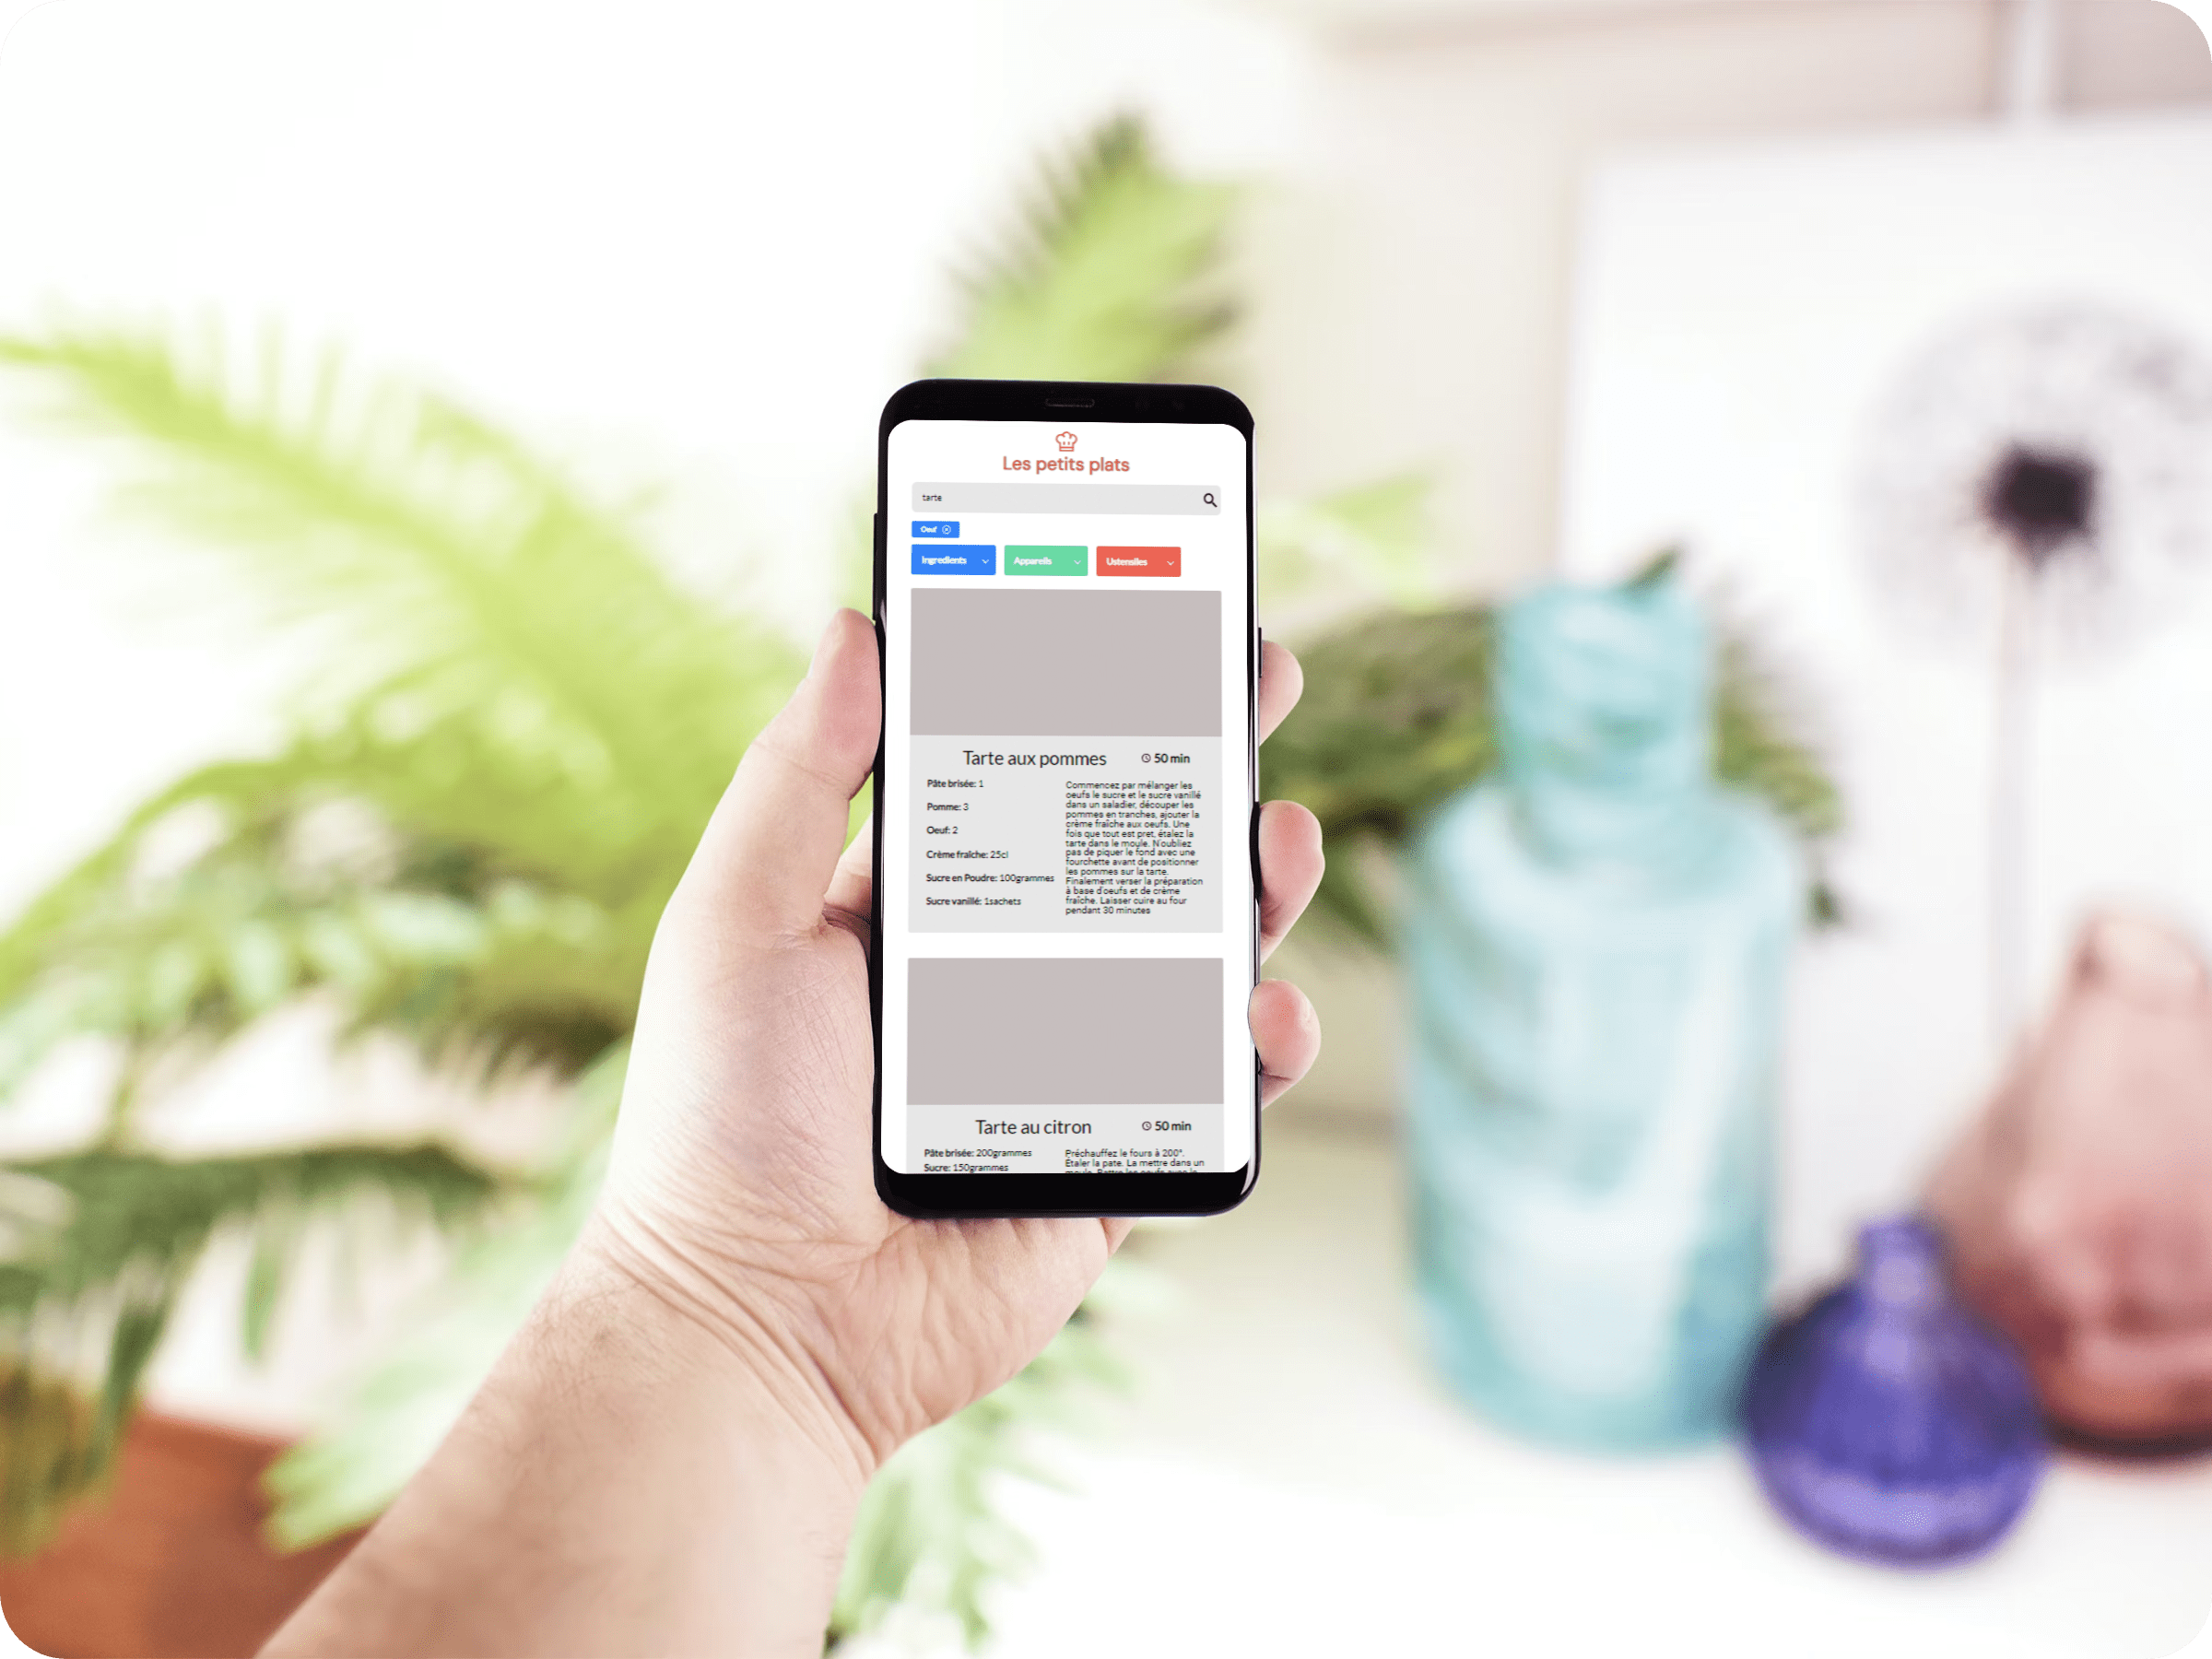 Les petits plats
tarte
Oeuf
Ingredients
Appareils
Ustensiles
Tarte aux pommes
50 min
Pâte brisée: 1
Pomme: 3
Oeuf: 2
Crème fraîche: 25cl
Sucre en Poudre: 100grammes
Sucre vanillé: 1sachets
Commencez par mélanger les
oeufs le sucre et le sucre vanillé
dans un saladier, découper les
pommes en tranches, ajouter la
crème fraîche aux oeufs. Une
fois que tout est pret, étalez la
tarte dans le moule. N'oubliez
pas de piquer le fond avec une
fourchette avant de positionner
les pommes sur la tarte.
Finalement verser la préparation
à base d'oeufs et de crème
fraîche. Laisser cuire au four
pendant 30 minutes
Tarte au citron
50 min
Pâte brisée: 200grammes
Sucre: 150grammes
Préchauffez le fours à 200°.
Étaler la pate. La mettre dans un